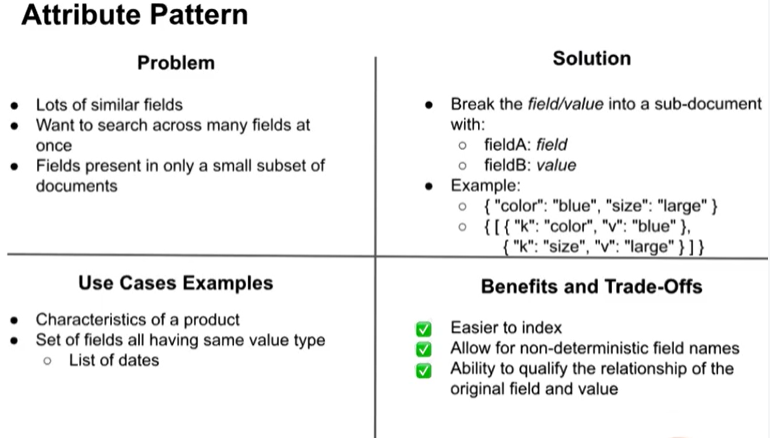 Attribute Pattern
Problem
● Lots of similar fields
● Want to search across many fields at
once
● Fields present in only a small subset of
documents
Solution
● Break the field/value into a sub-document
with:
○ fieldA: field
○ fieldB: value
● Example:
○ { "color": "blue", "size": "large" }
○ { [ { "k": "color", "v": "blue" },
{ "k": "size", "v": "large" } ] }
Use Cases Examples
● Characteristics of a product
● Set of fields all having same value type
○ List of dates
Benefits and Trade-Offs
✅ Easier to index
✅ Allow for non-deterministic field names
✅ Ability to qualify the relationship of the
original field and value